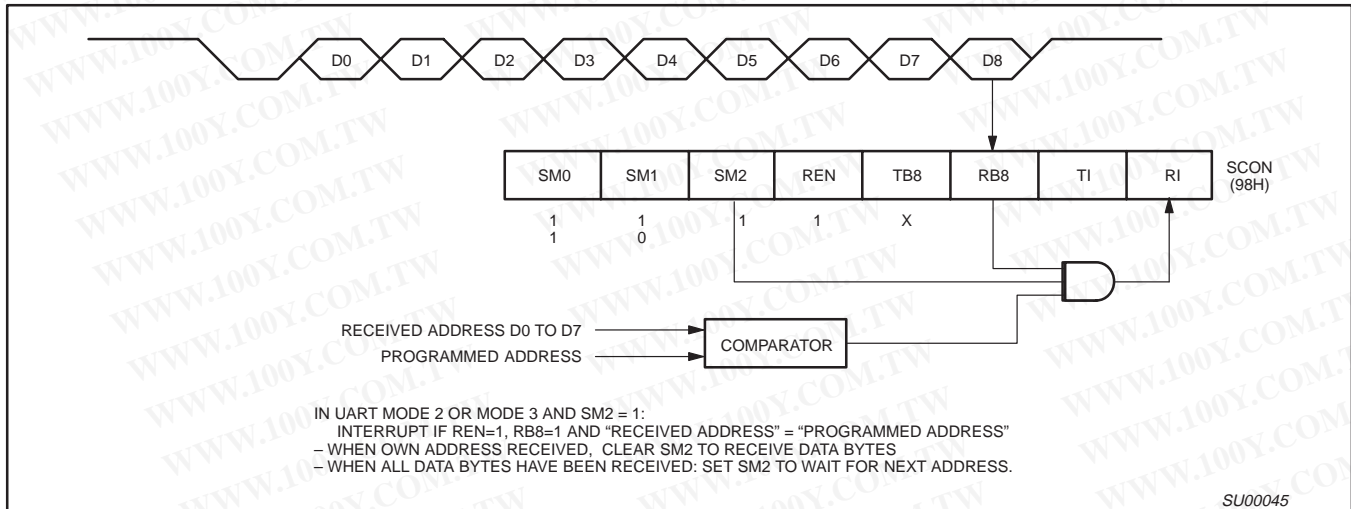 D0 D1 D2 D3 D4 D5 D6 D7 D8
SM0 SM1 SM2 REN TB8 RB8 TI RI
SCON
(98H)
1 1 1 1 X
1 0
RECEIVED ADDRESS D0 TO D7
PROGRAMMED ADDRESS
COMPARATOR
IN UART MODE 2 OR MODE 3 AND SM2 = 1:
INTERRUPT IF REN=1, RB8=1 AND “RECEIVED ADDRESS” = “PROGRAMMED ADDRESS”
– WHEN OWN ADDRESS RECEIVED, CLEAR SM2 TO RECEIVE DATA BYTES
– WHEN ALL DATA BYTES HAVE BEEN RECEIVED: SET SM2 TO WAIT FOR NEXT ADDRESS.
SU00045
WWW.100Y.COM.TW